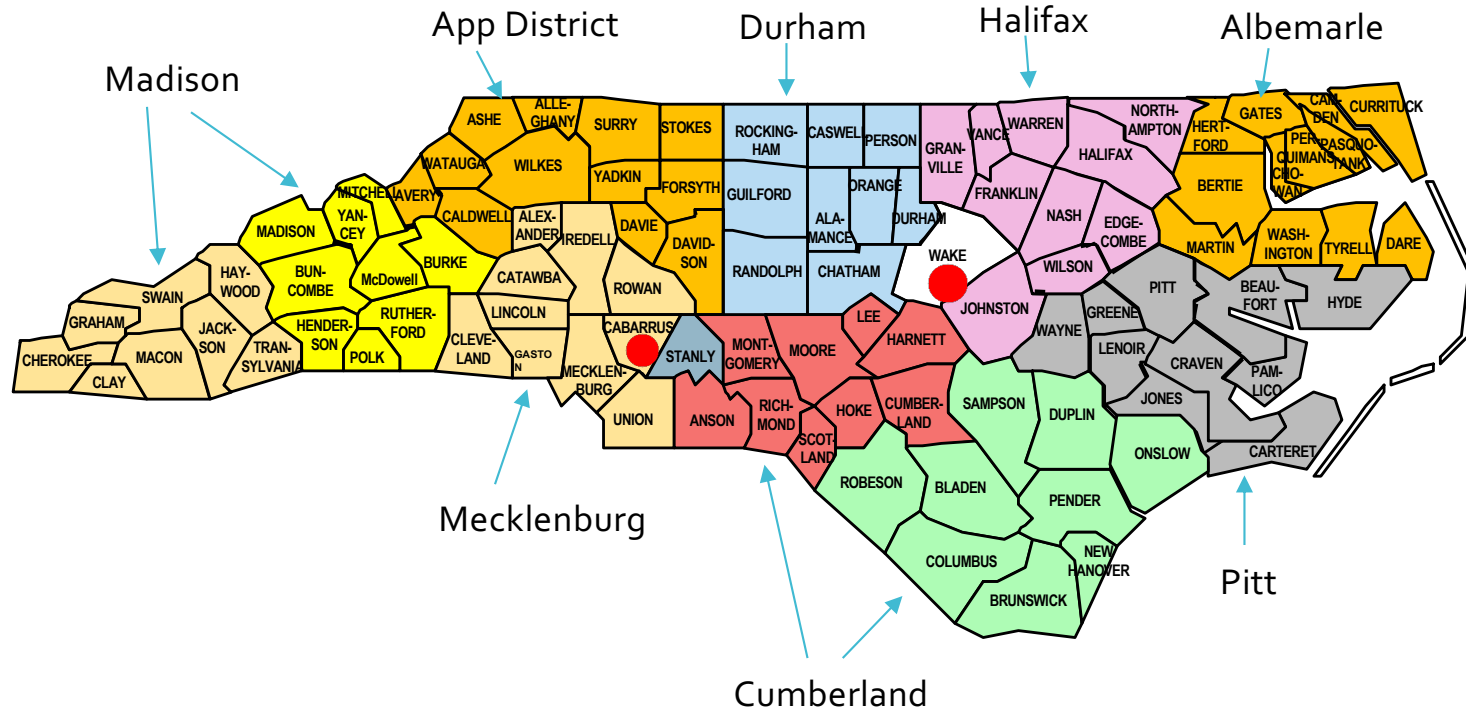 App District
Durham
Halifax
Albemarle
Madison
ASHE
ALLE-
GHANY
SURRY
STOKES
ROCKING-
HAM
CASWELL
PERSON
GRAN-
VILLE
VANCE
WARREN
NORTH-
AMPTON
HERT-
FORD
GATES
CAM-
DEN
CURRITUCK
PER-
QUIMANS
PASQUO-
TANK
CHO-
WAN
WATAUGA
WILKES
YADKIN
FORSYTH
GUILFORD
ALA-
MANCE
ORANGE
DURHAM
FRANKLIN
HALIFAX
NASH
EDGE-
COMBE
BERTIE
MARTIN
WASH-
INGTON
TYRELL
DARE
MITCHELL
AVERY
YAN-
CEY
MADISON
CALDWELL
ALEX-
ANDER
IREDELL
DAVIE
DAVID-
SON
RANDOLPH
CHATHAM
WAKE
WILSON
JOHNSTON
PITT
BEAU-
FORT
HYDE
HAY-
WOOD
BUN-
COMBE
McDowell
BURKE
CATAWBA
ROWAN
SWAIN
GRAHAM
JACK-
SON
CHEROKEE
MACON
CLAY
TRAN-
SYLVANIA
HENDER-
SON
POLK
RUTHER-
FORD
CLEVE-
LAND
LINCOLN
GASTO
N
CABARRUS
MECKLEN-
BURG
UNION
STANLY
MONT-
GOMERY
MOORE
LEE
HARNETT
WAYNE
GREENE
LENOIR
CRAVEN
PAM-
LICO
JONES
CARTERET
ANSON
RICH-
MOND
SCOT-
LAND
HOKE
CUMBER-
LAND
SAMPSON
DUPLIN
ONSLOW
ROBESON
BLADEN
PENDER
COLUMBUS
NEW
HANOVER
BRUNSWICK
Mecklenburg
Pitt
Cumberland